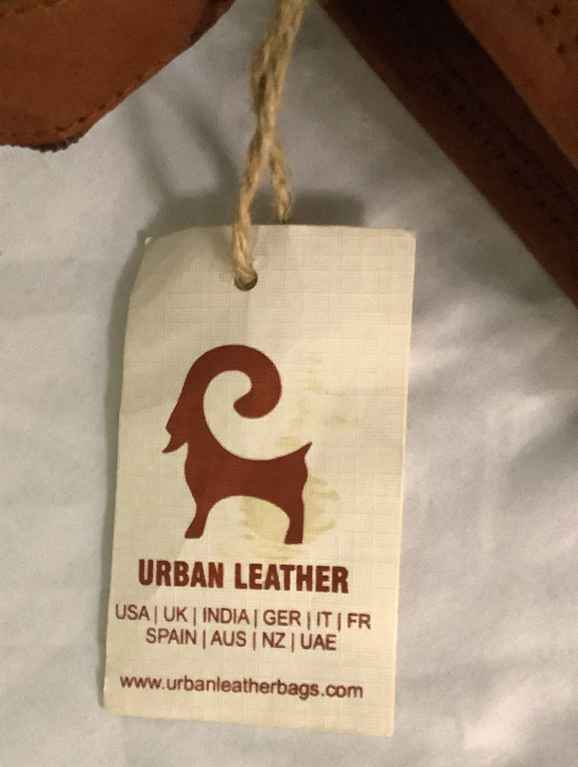 URBAN LEATHER
USA | UK | INDIA | GER | IT | FR
SPAIN | AUS | NZ | UAE
www.urbanleatherbags.com